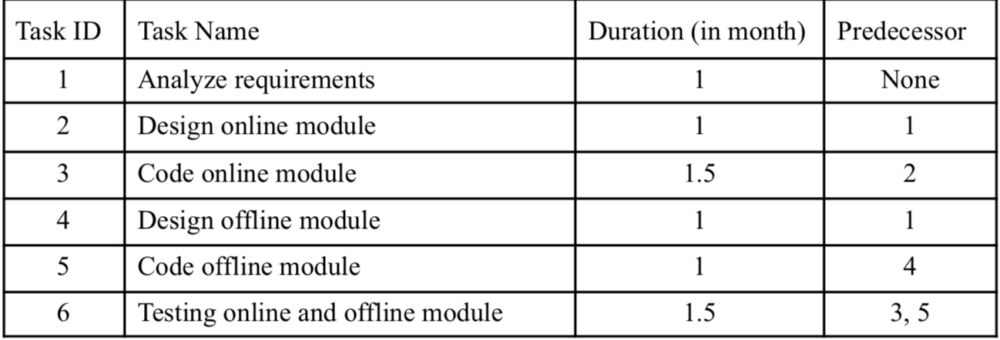 Task ID Task Name Duration (in month) Predecessor
1 Analyze requirements 1 None
2 Design online module 1 1
3 Code online module 1.5 2
4 Design offline module 1 1
5 Code offline module 1 4
6 Testing online and offline module 1.5 3, 5